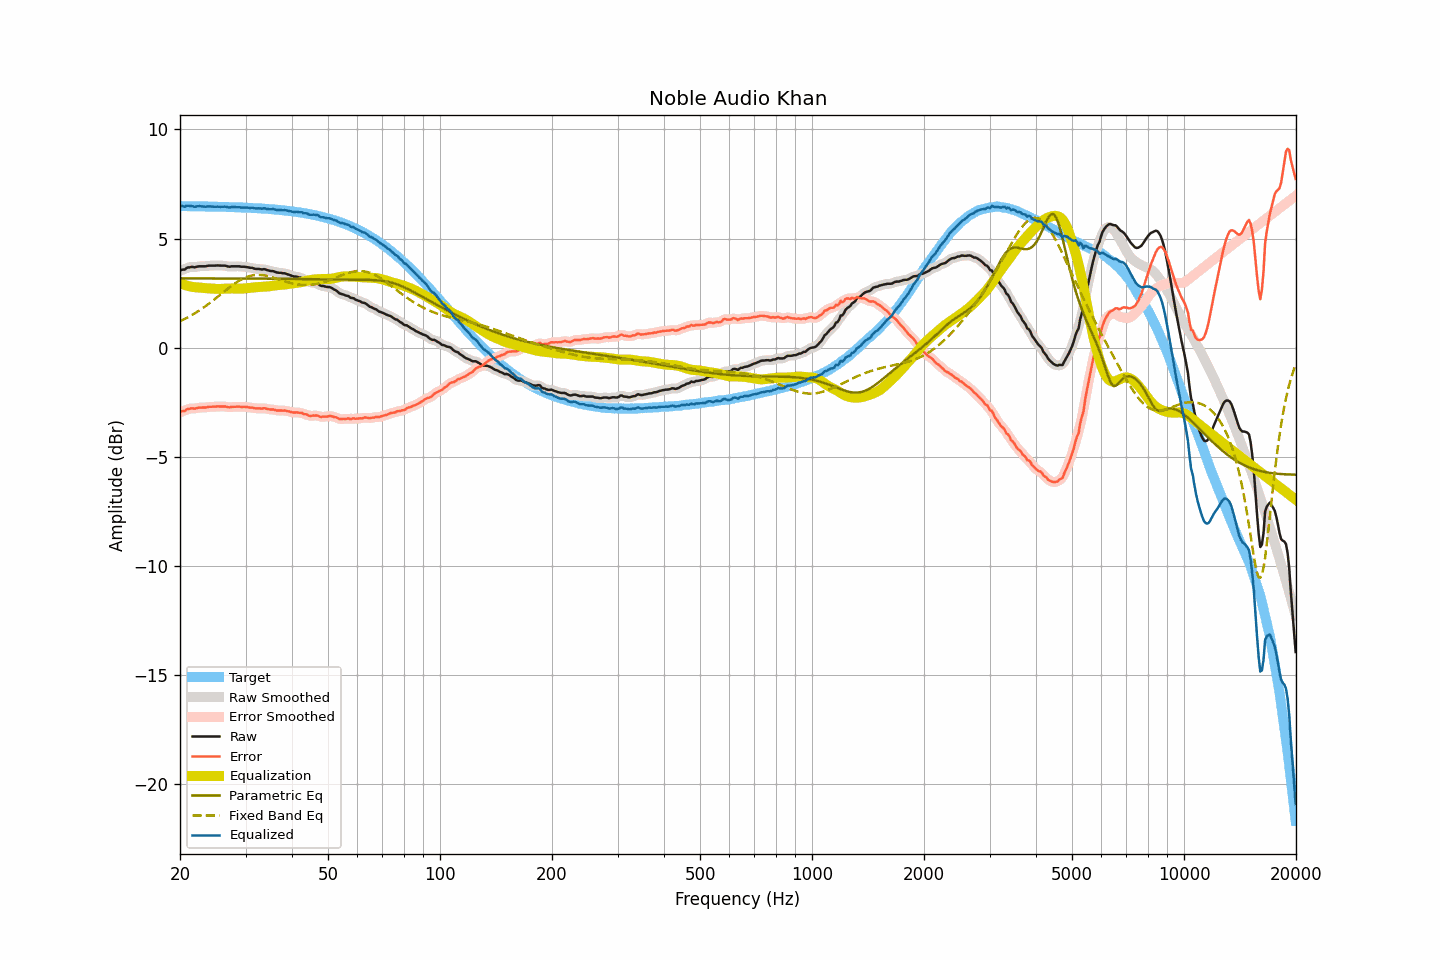 Noble Audio Khan
Amplitude (dBr)
10
5
0
−5
−10
−15
−20
Target
Raw Smoothed
Error Smoothed
Raw
Error
Equalization
Parametric Eq
Fixed Band Eq
Equalized
20 50 100 200 500 1000 2000 5000 10000 20000
Frequency (Hz)